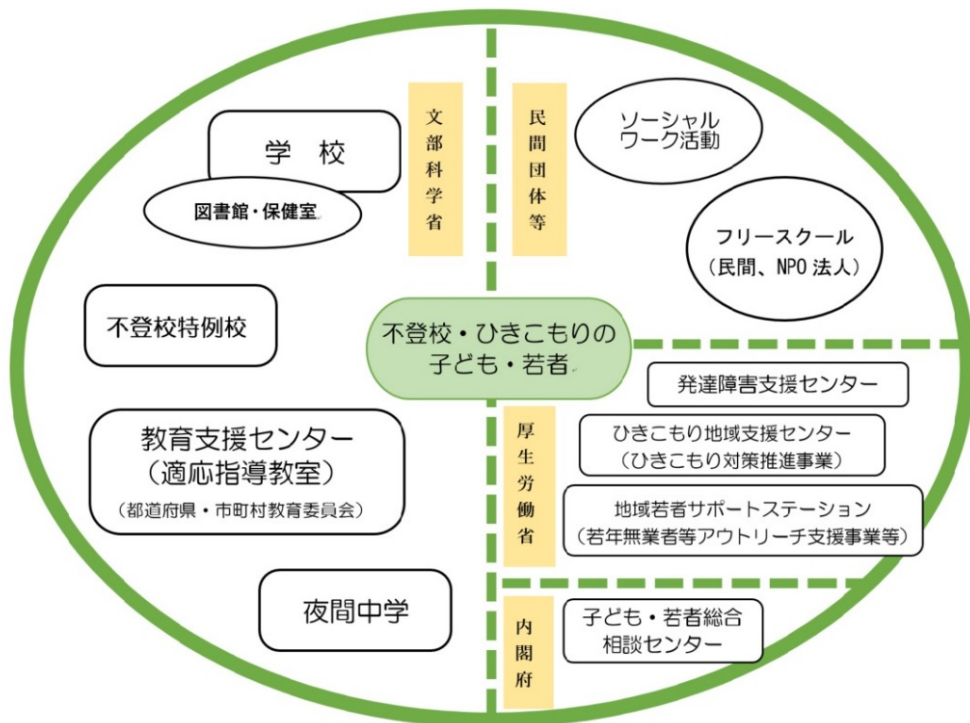 文部科学省
学　校
図書館・保健室
不登校特例校
教育支援センター
（適応指導教室）
（都道府県・市町村教育委員会）
夜間中学
民間団体等
ソーシャル
ワーク活動
フリースクール
（民間、NPO 法人）
不登校・ひきこもりの
子ども・若者
厚生労働省
発達障害支援センター
ひきこもり地域支援センター
（ひきこもり対策推進事業）
地域若者サポートステーション
（若年無業者等アウトリーチ支援事業等）
内閣府
子ども・若者総合
相談センター